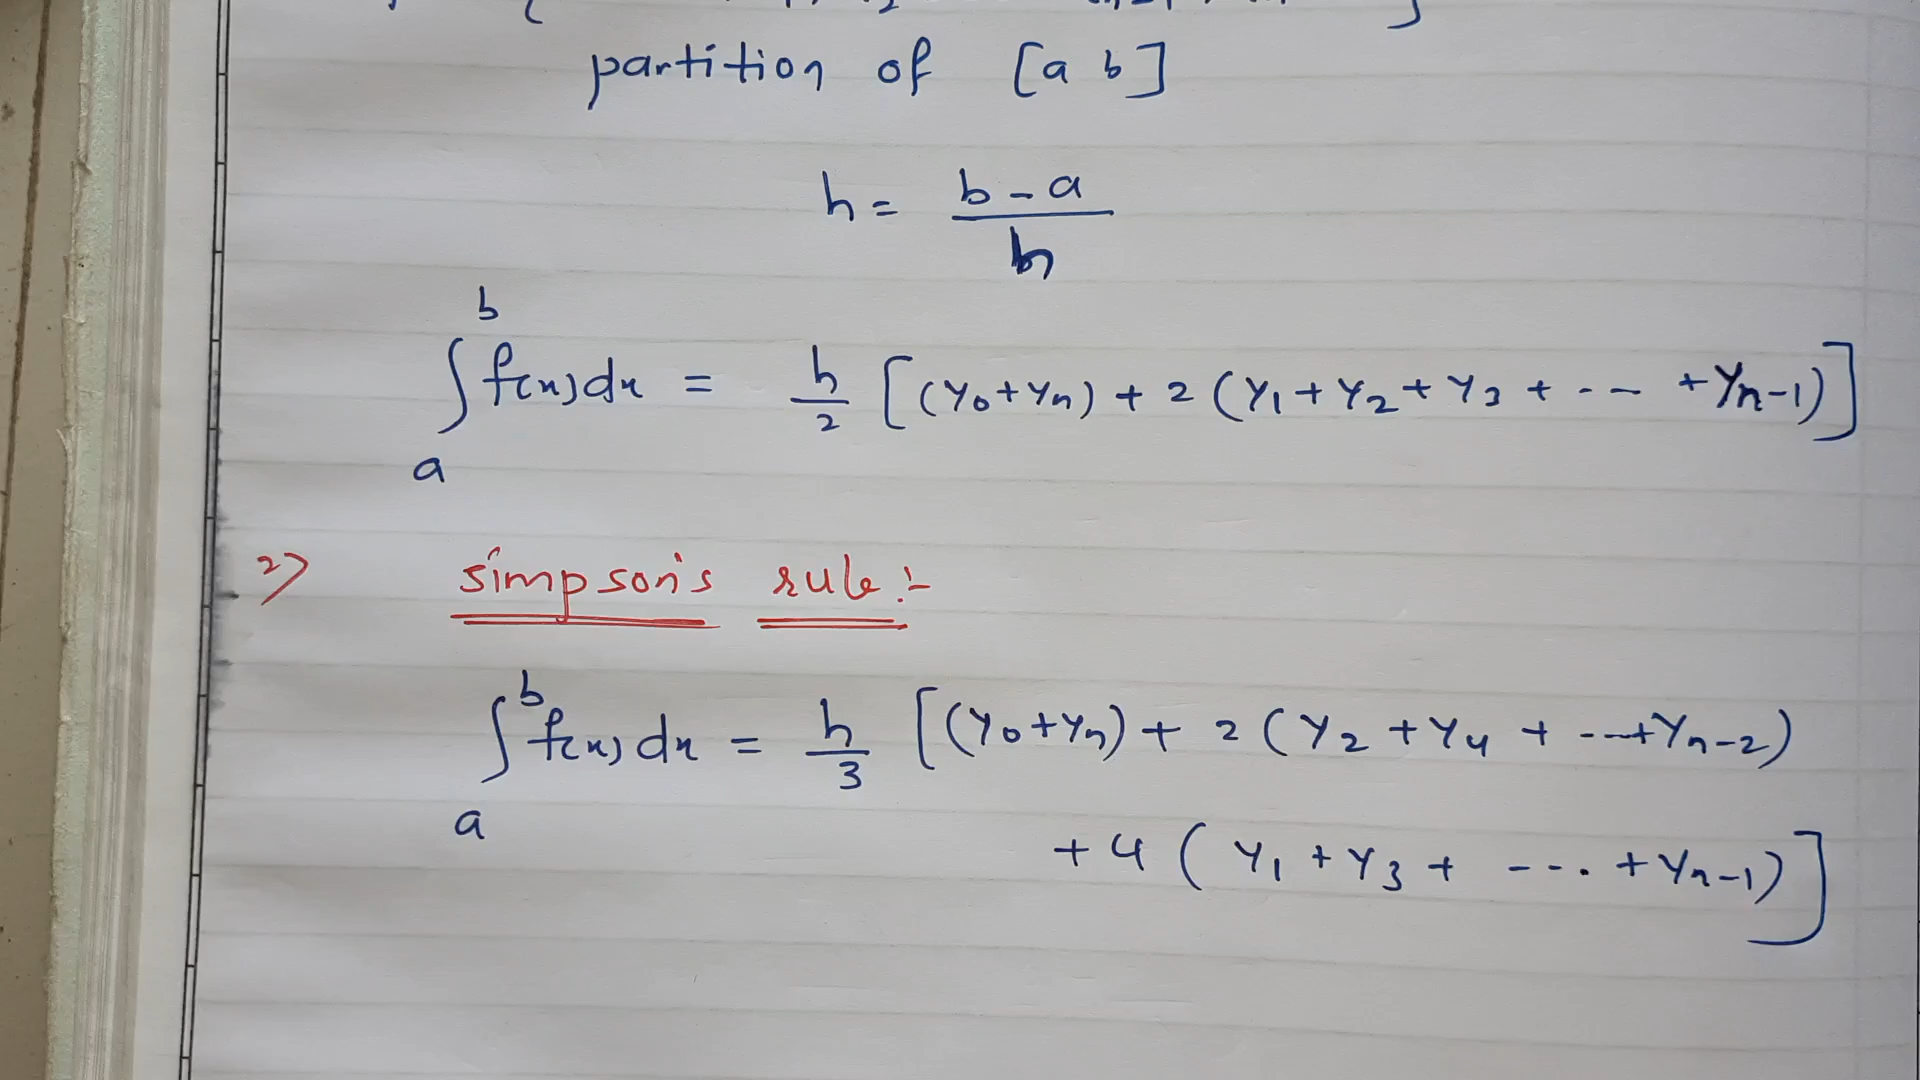 partition of [a b]
h = b - a / n
∫ₐᵇ f(x) dx = h/2 [(y₀ + yₙ) + 2 (y₁ + y₂ + y₃ + --- + yₙ₋₁)]
2) simpson's rule :-
∫ₐᵇ f(x) dx = h/3 [(y₀ + yₙ) + 2 (y₂ + y₄ + --- + yₙ₋₂)
+ 4 (y₁ + y₃ + ---- + yₙ₋₁)]